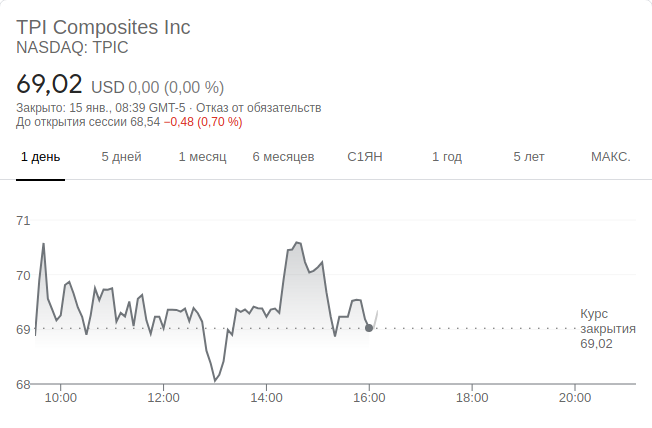 TPI Composites Inc
NASDAQ: TPIC
69,02 USD 0,00 (0,00 %)
Закрыто: 15 янв., 08:39 GMT-5 · Отказ от обязательств
До открытия сессии 68,54 −0,48 (0,70 %)
1 день 5 дней 1 месяц 6 месяцев С1ЯН 1 год 5 лет МАКС.
71
70
69
68
Курс
закрытия
69,02
10:00 12:00 14:00 16:00 18:00 20:00